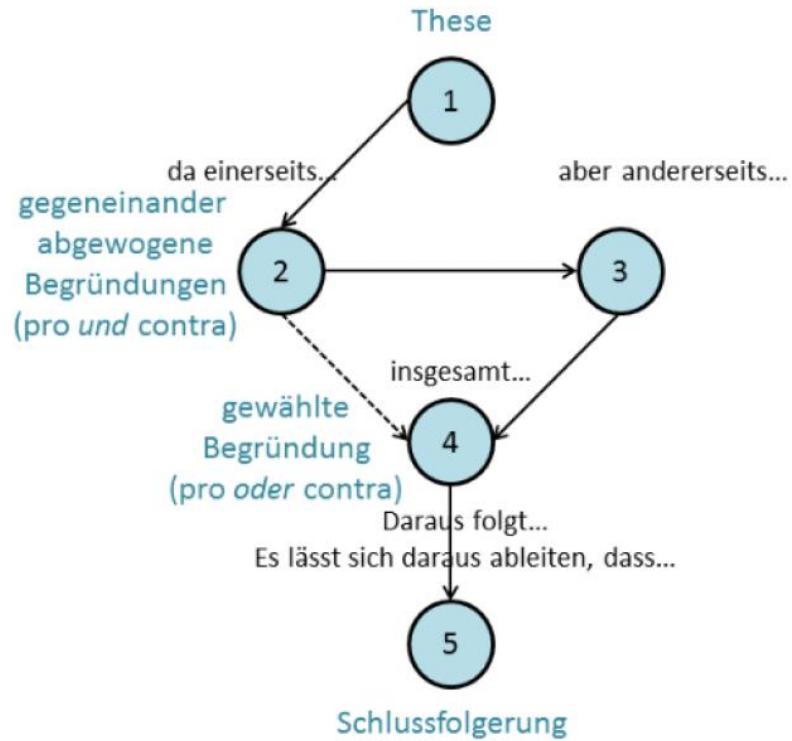 These
1
da einerseits...
aber andererseits...
gegeneinander
abgewogene
Begründungen
(pro und contra)
2
3
insgesamt...
gewählte
Begründung
(pro oder contra)
4
Daraus folgt...
Es lässt sich daraus ableiten, dass...
5
Schlussfolgerung